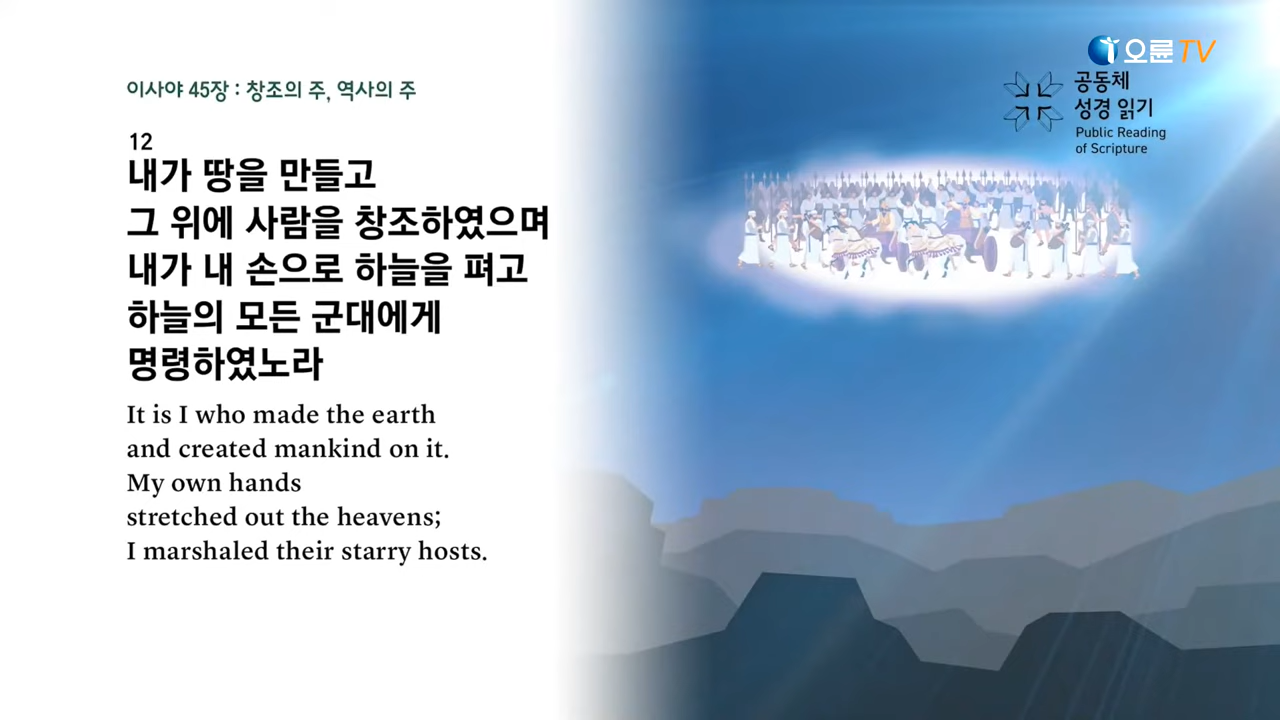 오륜TV
이사야 45장 : 창조의 주, 역사의 주
공동체
성경 읽기
Public Reading
of Scripture
12
내가 땅을 만들고
그 위에 사람을 창조하였으며
내가 내 손으로 하늘을 펴고
하늘의 모든 군대에게
명령하였노라
It is I who made the earth
and created mankind on it.
My own hands
stretched out the heavens;
I marshaled their starry hosts.